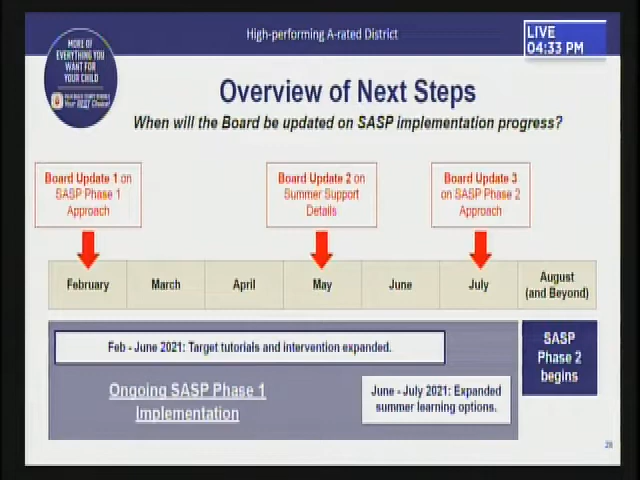 High-performing A-rated District
LIVE
04:33 PM
MORE OF
EVERYTHING YOU
WANT FOR
YOUR CHILD
Your BEST Choice!
Overview of Next Steps
When will the Board be updated on SASP implementation progress?
Board Update 1 on
SASP Phase 1
Approach
Board Update 2 on
Summer Support
Details
Board Update 3
on SASP Phase 2
Approach
February
March
April
May
June
July
August
(and Beyond)
Feb - June 2021: Target tutorials and intervention expanded.
Ongoing SASP Phase 1
Implementation
June - July 2021: Expanded
summer learning options.
SASP
Phase 2
begins